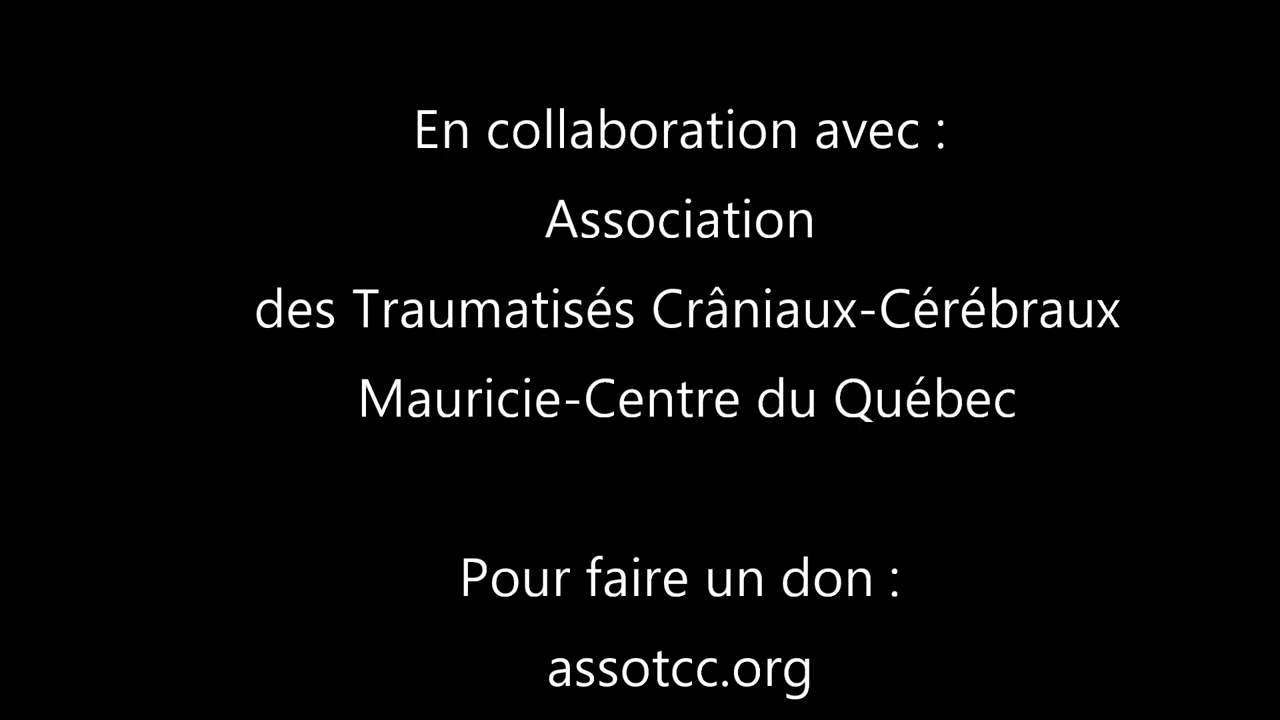 En collaboration avec :
Association
des Traumatisés Crâniaux-Cérébraux
Mauricie-Centre du Québec
Pour faire un don :
assotcc.org